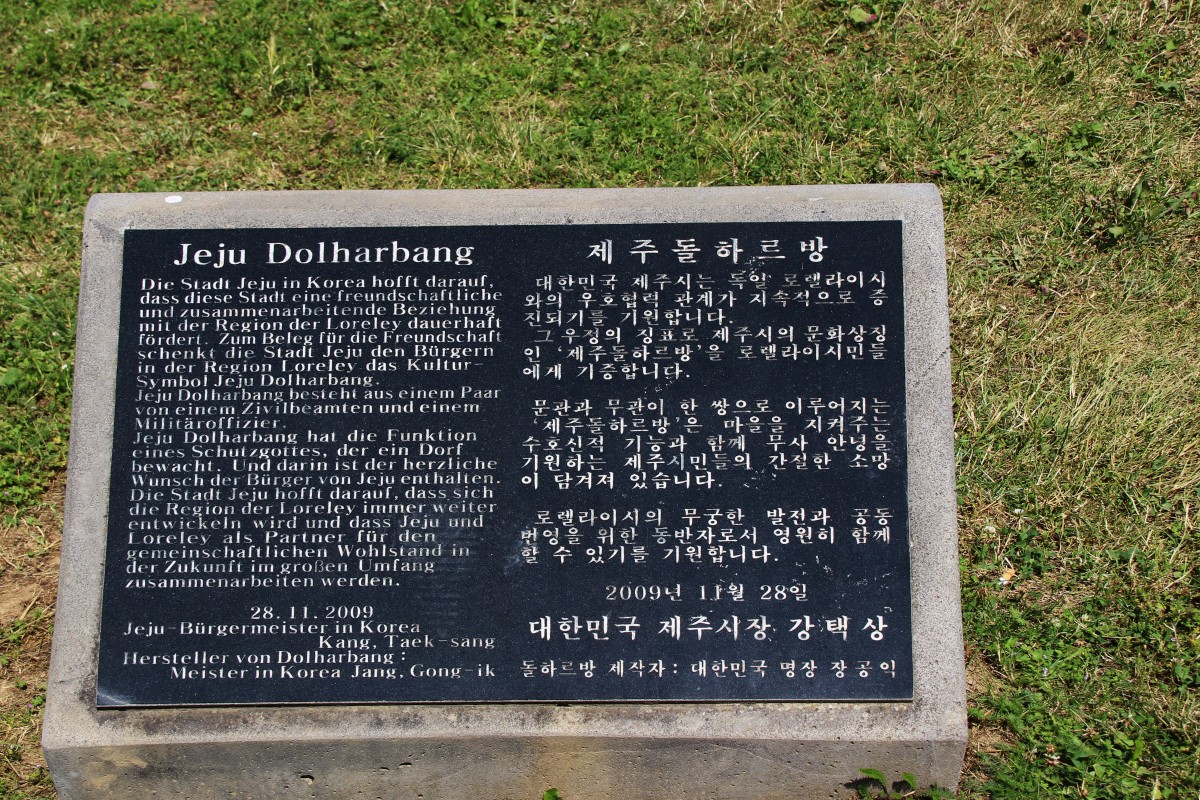 Jeju Dolharbang
Die Stadt Jeju in Korea hofft darauf,
dass diese Stadt eine freundschaftliche
und zusammenarbeitende Beziehung
mit der Region der Loreley dauerhaft
fördert. Zum Beleg für die Freundschaft
schenkt die Stadt Jeju den Bürgern
in der Region Loreley das Kultur-
Symbol Jeju Dolharbang.
Jeju Dolharbang besteht aus einem Paar
von einem Zivilbeamten und einem
Militäroffizier.
Jeju Dolharbang hat die Funktion
eines Schutzgottes, der ein Dorf
bewacht. Und darin ist der herzliche
Wunsch der Bürger von Jeju enthalten.
Die Stadt Jeju hofft darauf, dass sich
die Region der Loreley immer weiter
entwickeln wird und dass Jeju und
Loreley als Partner für den
gemeinschaftlichen Wohlstand in
der Zukunft im großen Umfang
zusammenarbeiten werden.
28. 11. 2009
Jeju-Bürgermeister in Korea
Kang, Taek-sang
Hersteller von Dolharbang :
Meister in Korea Jang, Gong-ik
제주돌하르방
대한민국 제주시는 독일 로렐라이시
와의 우호협력 관계가 지속적으로 증
진되기를 기원합니다.
그 우정의 징표로 제주시의 문화상징
인 '제주돌하르방'을 로렐라이시민들
에게 기증합니다.
문관과 무관이 한 쌍으로 이루어지는
'제주돌하르방'은 마을을 지켜주는
수호신적 기능과 함께 무사 안녕을
기원하는 제주시민들의 간절한 소망
이 담겨져 있습니다.
로렐라이시의 무궁한 발전과 공동
번영을 위한 동반자로서 영원히 함께
할 수 있기를 기원합니다.
2009년 11월 28일
대한민국 제주시장 강택상
돌하르방 제작자 : 대한민국 명장 장공익